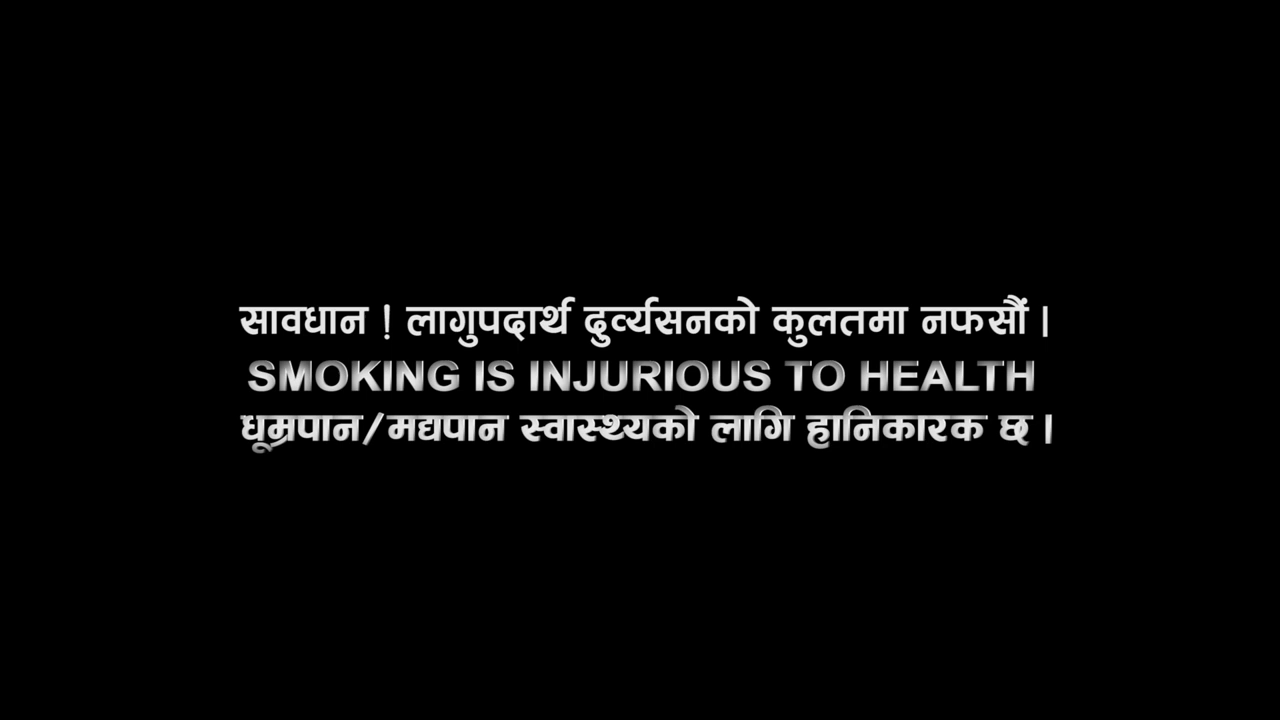 सावधान ! लागुपदार्थ दुर्व्यसनको कुलतमा नफसौं ।
SMOKING IS INJURIOUS TO HEALTH
धूम्रपान/मद्यपान स्वास्थ्यको लागि हानिकारक छ ।